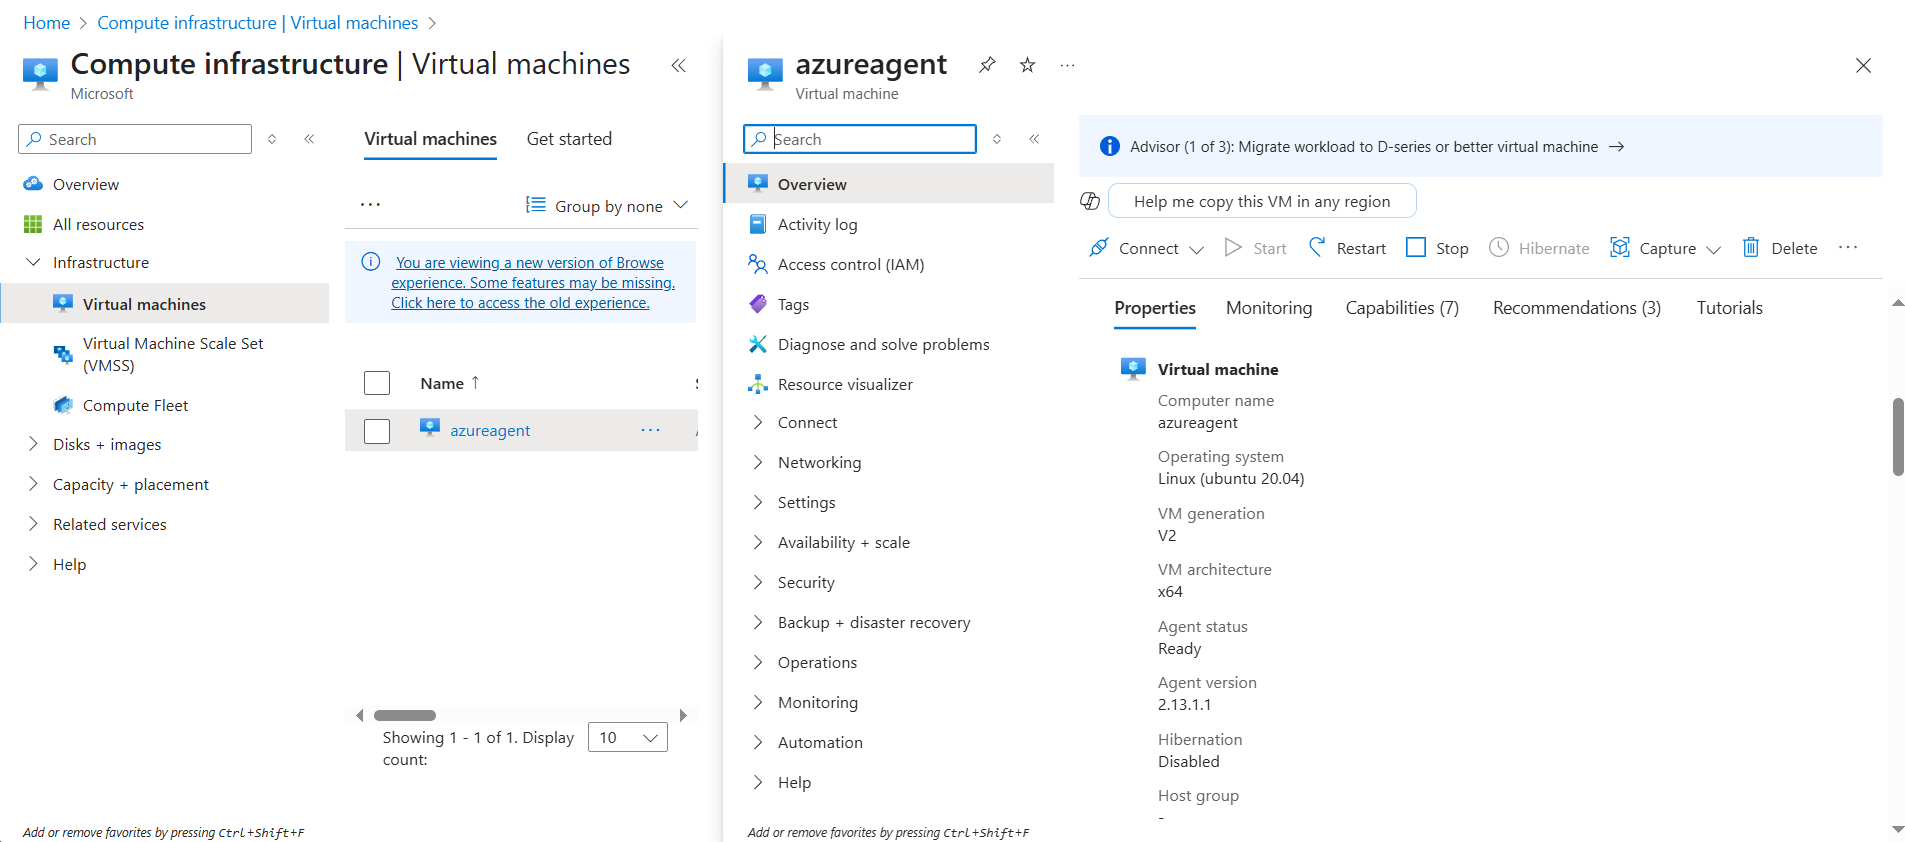 Home
Compute infrastructure | Virtual machines
Compute infrastructure | Virtual machines
Microsoft
Search
Overview
All resources
Infrastructure
Virtual machines
Virtual Machine Scale Set
(VMSS)
Compute Fleet
Disks + images
Capacity + placement
Related services
Help
Add or remove favorites by pressing Ctrl+Shift+F
Virtual machines
Get started
Group by none
You are viewing a new version of Browse
experience. Some features may be missing.
Click here to access the old experience.
Name ↑
azureagent
Showing 1 - 1 of 1. Display
count:
10
azureagent
Virtual machine
Search
Overview
Activity log
Access control (IAM)
Tags
Diagnose and solve problems
Resource visualizer
Connect
Networking
Settings
Availability + scale
Security
Backup + disaster recovery
Operations
Monitoring
Automation
Help
Add or remove favorites by pressing Ctrl+Shift+F
Advisor (1 of 3): Migrate workload to D-series or better virtual machine →
Help me copy this VM in any region
Connect
Start
Restart
Stop
Hibernate
Capture
Delete
Properties
Monitoring
Capabilities (7)
Recommendations (3)
Tutorials
Virtual machine
Computer name
azureagent
Operating system
Linux (ubuntu 20.04)
VM generation
V2
VM architecture
x64
Agent status
Ready
Agent version
2.13.1.1
Hibernation
Disabled
Host group
-